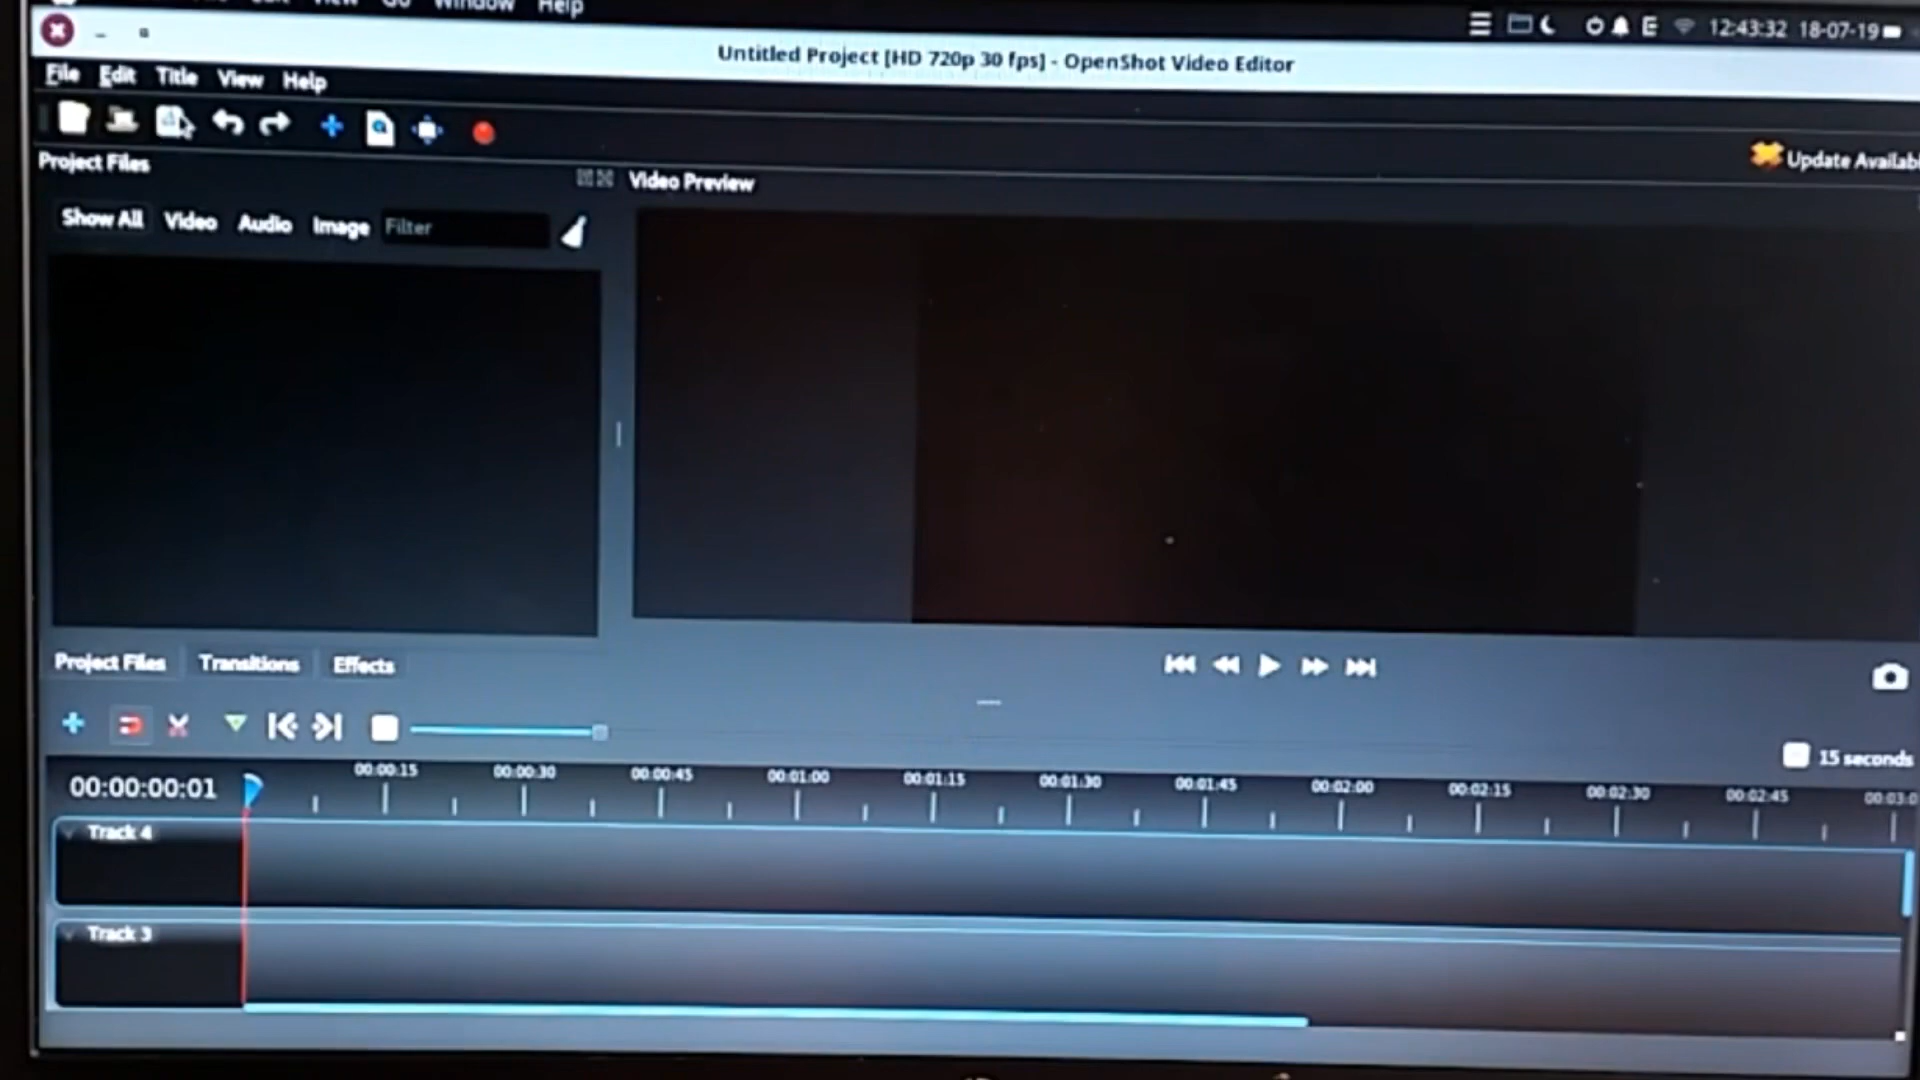 Window Help
E 12:43:32 18-07-19
Untitled Project [HD 720p 30 fps] - OpenShot Video Editor
File Edit Title View Help
Update Availabl
Project Files
Video Preview
Show All Video Audio Image Filter
Project Files Transitions Effects
15 seconds
00:00:00:01
00:00:15 00:00:30 00:00:45 00:01:00 00:01:15 00:01:30 00:01:45 00:02:00 00:02:15 00:02:30 00:02:45 00:03:0
Track 4
Track 3